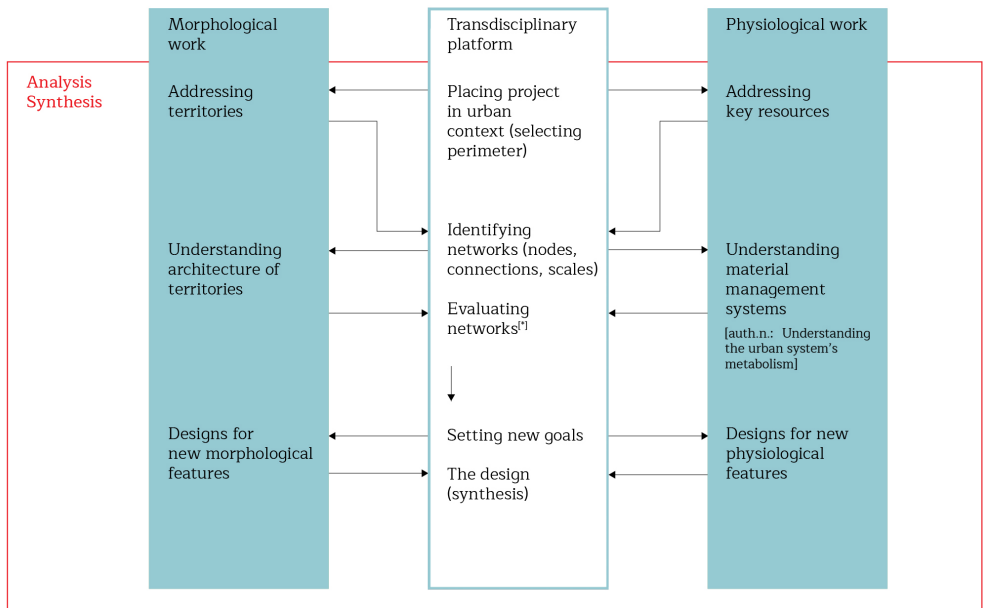 Morphological
work
Transdisciplinary
platform
Physiological work
Analysis
Synthesis
Addressing
territories
Placing project
in urban
context (selecting
perimeter)
Addressing
key resources
Understanding
architecture of
territories
Identifying
networks (nodes,
connections, scales)
Evaluating
networks[*]
Understanding
material
management
systems
[auth.n.: Understanding
the urban system’s
metabolism]
Designs for
new morphological
features
Setting new goals
The design
(synthesis)
Designs for new
physiological
features